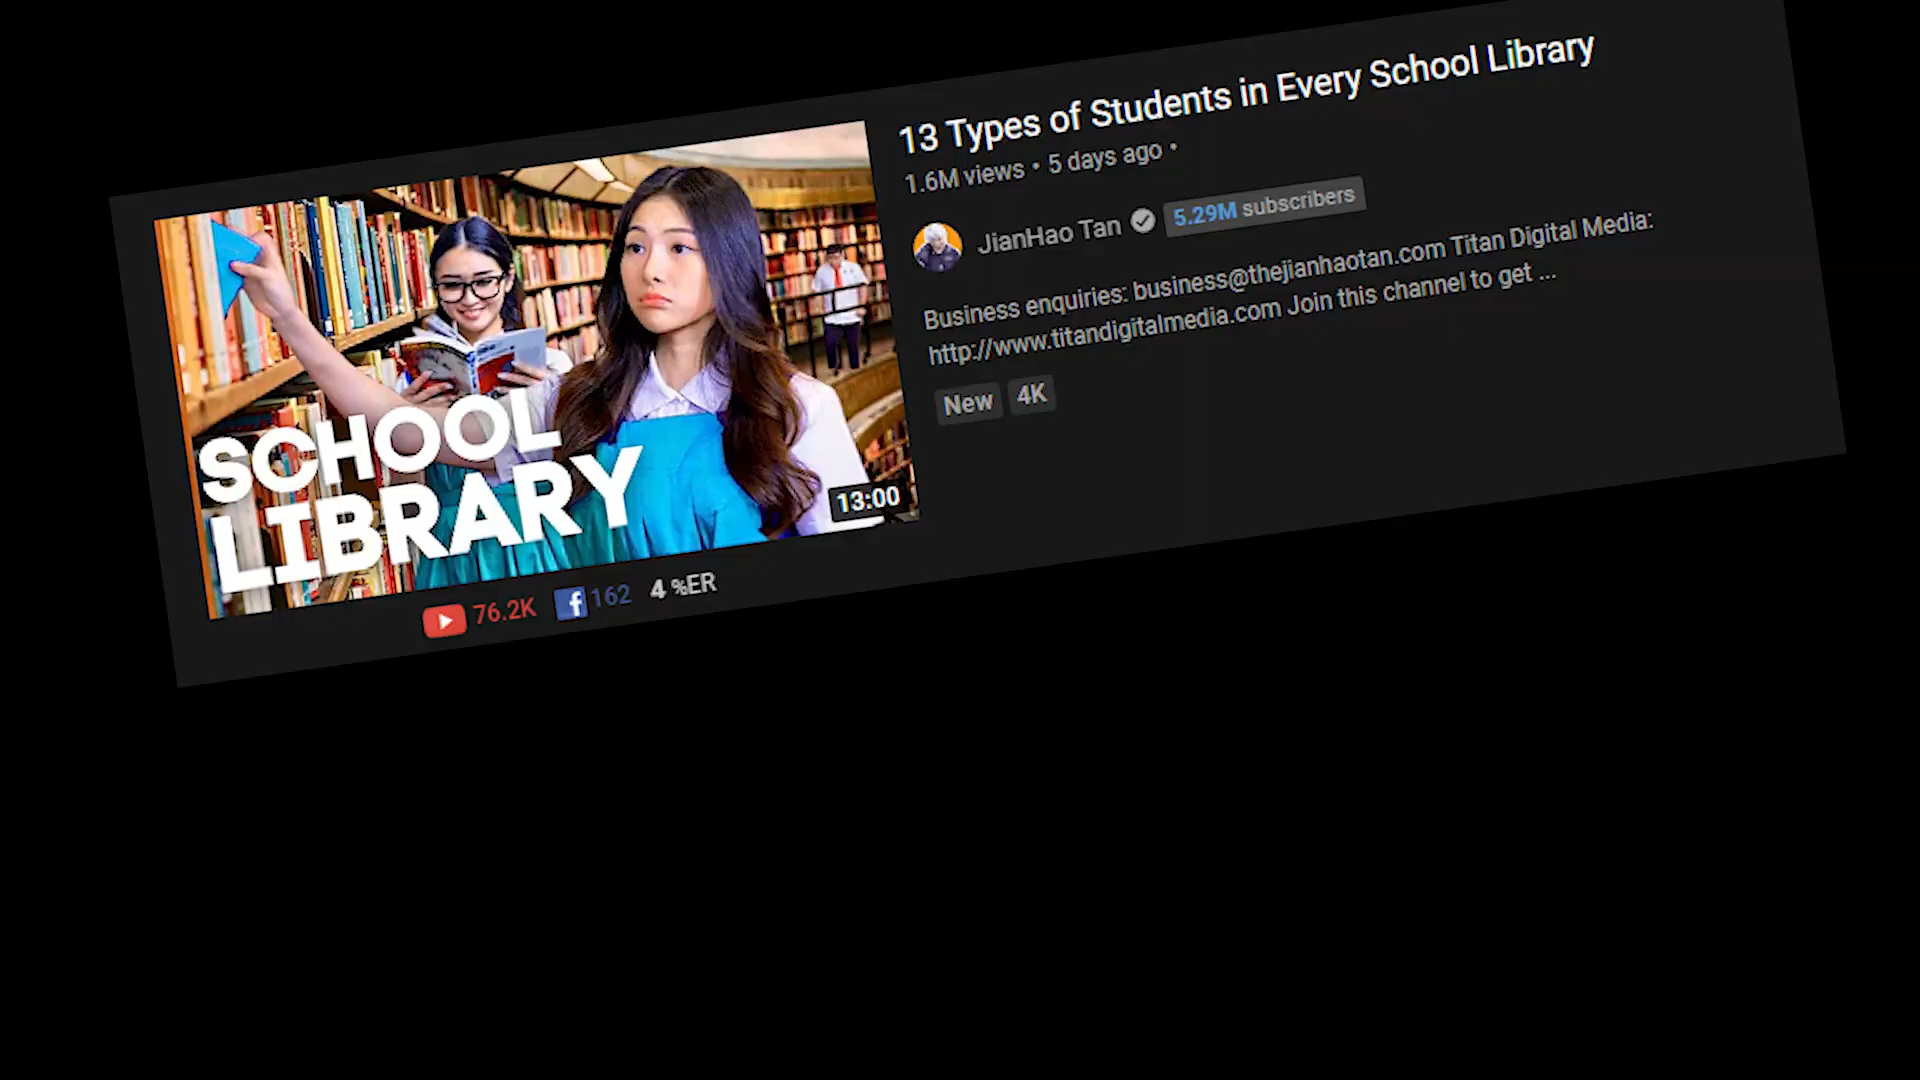 13 Types of Students in Every School Library
1.6M views • 5 days ago •
JianHao Tan 5.29M subscribers
Business enquiries: business@thejianhaotan.com Titan Digital Media:
http://www.titandigitalmedia.com Join this channel to get ...
New 4K
SCHOOL
LIBRARY
13:00
76.2K f 162 4 %ER